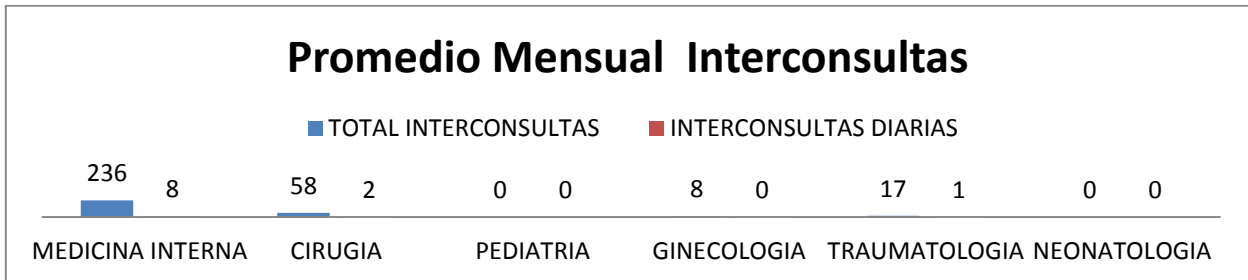 Promedio Mensual Interconsultas
TOTAL INTERCONSULTAS INTERCONSULTAS DIARIAS
236 8 58 2 0 0 8 0 17 1 0 0
MEDICINA INTERNA CIRUGIA PEDIATRIA GINECOLOGIA TRAUMATOLOGIA NEONATOLOGIA